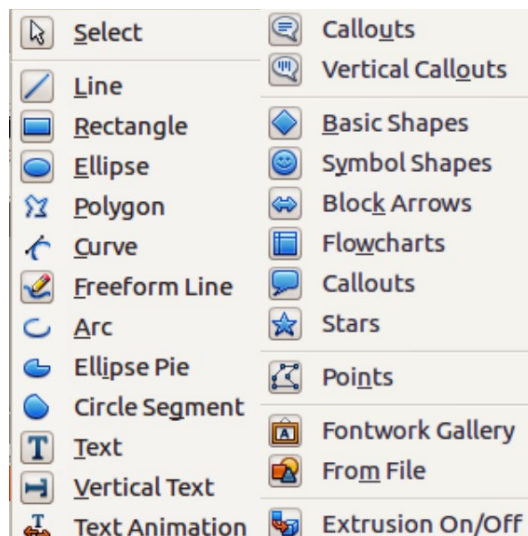 Select
Line
Rectangle
Ellipse
Polygon
Curve
Freeform Line
Arc
Ellipse Pie
Circle Segment
Text
Vertical Text
Text Animation
Callouts
Vertical Callouts
Basic Shapes
Symbol Shapes
Block Arrows
Flowcharts
Callouts
Stars
Points
Fontwork Gallery
From File
Extrusion On/Off